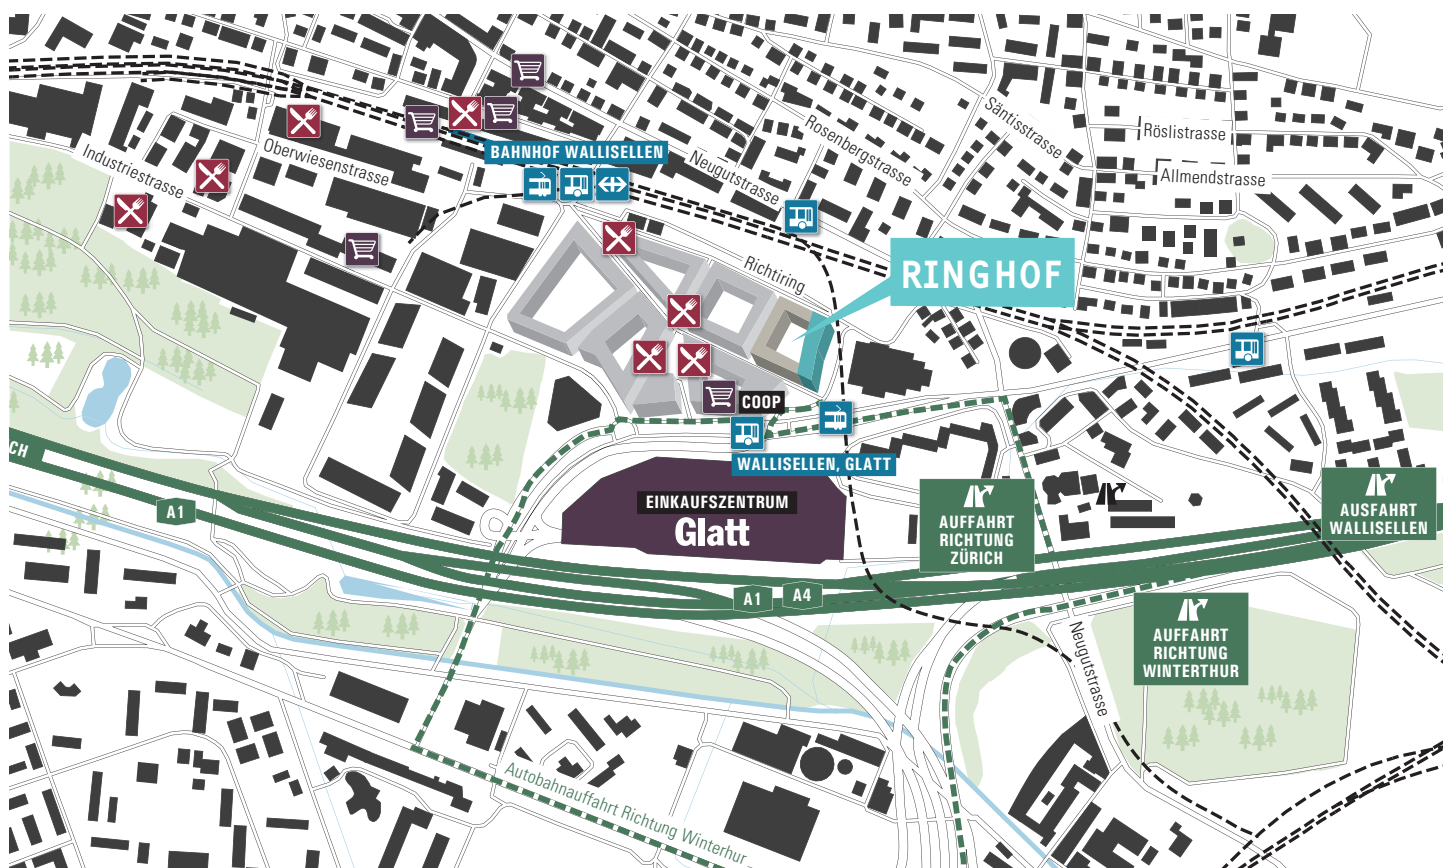 Säntisstrasse
Röslistrasse
Rosenbergstrasse
Oberwiesenstrasse
BAHNHOF WALLISELLEN
Neugutstrasse
Industriestrasse
Allmendstrasse
Richtiring
RINGHOF
COOP
CH
WALLISELLEN, GLATT
EINKAUFSZENTRUM
Glatt
A1
AUFFAHRT
RICHTUNG
ZÜRICH
AUSFAHRT
WALLISELLEN
A1
A4
AUFFAHRT
RICHTUNG
WINTERTHUR
Neugutstrasse
Autobahnauffahrt Richtung Winterhur